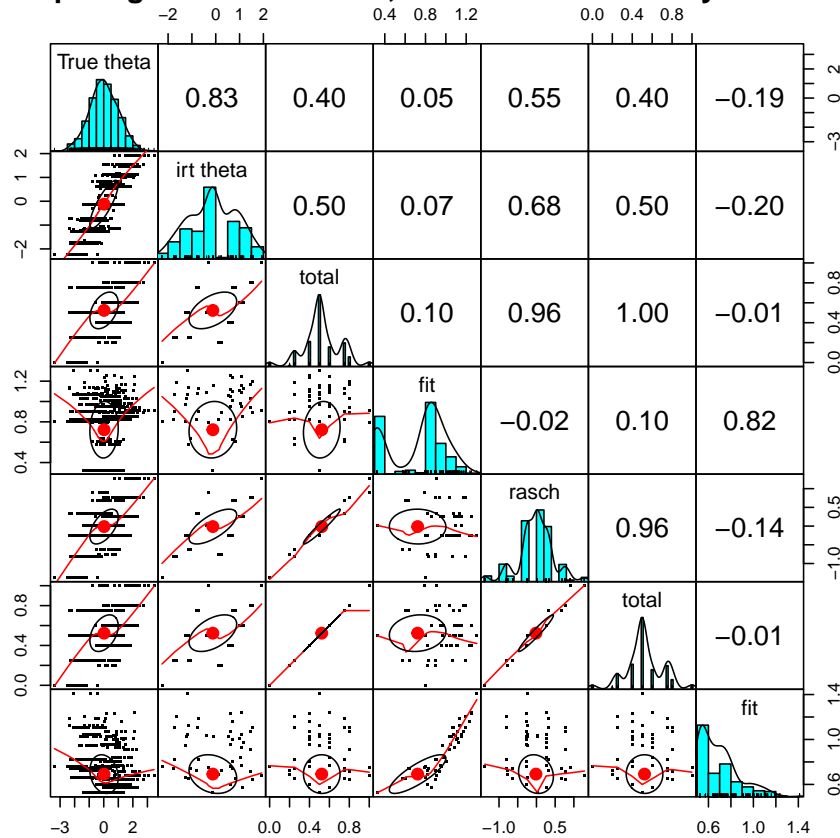 −2 0 1 2 0.4 0.8 1.2 0.0 0.4 0.8
True theta 0.83 0.40 0.05 0.55 0.40 −0.19 −3 0 2
−2 0 1 2 irt theta 0.50 0.07 0.68 0.50 −0.20
total 0.10 0.96 1.00 −0.01 0.0 0.4 0.8
0.4 0.8 1.2 fit −0.02 0.10 0.82
rasch 0.96 −0.14 −1.0 0.5
0.0 0.4 0.8 total −0.01
fit 0.6 1.0 1.4
−3 0 2 0.0 0.4 0.8 −1.0 0.5 0.6 1.0 1.4